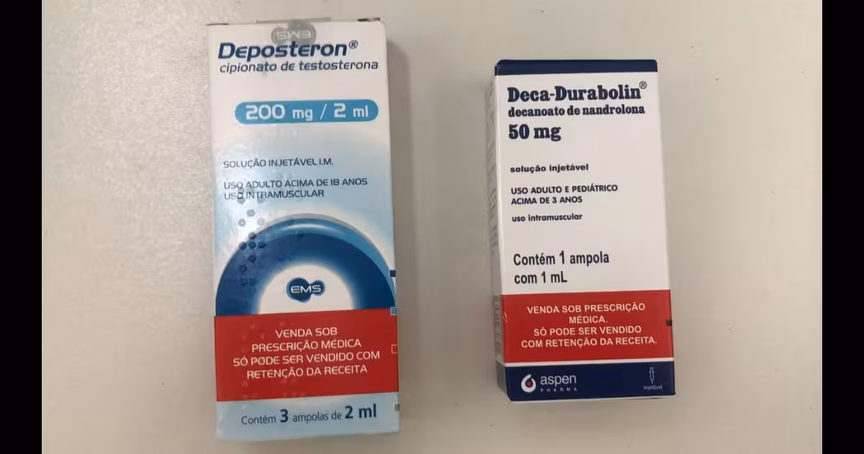 EMS
Deposteron®
cipionato de testosterona
200 mg / 2 ml
SOLUÇÃO INJETÁVEL I.M.
USO ADULTO ACIMA DE 18 ANOS
USO INTRAMUSCULAR
EMS
VENDA SOB
PRESCRIÇÃO MÉDICA
SÓ PODE SER VENDIDO COM
RETENÇÃO DA RECEITA
Contém 3 ampolas de 2 ml
Deca-Durabolin®
decanoato de nandrolona
50 mg
solução injetável
USO ADULTO E PEDIÁTRICO
ACIMA DE 3 ANOS
uso intramuscular
Contém 1 ampola
com 1 mL
VENDA SOB PRESCRIÇÃO
MÉDICA.
SÓ PODE SER VENDIDO
COM RETENÇÃO DA RECEITA.
aspen
PHARMA
Injetável